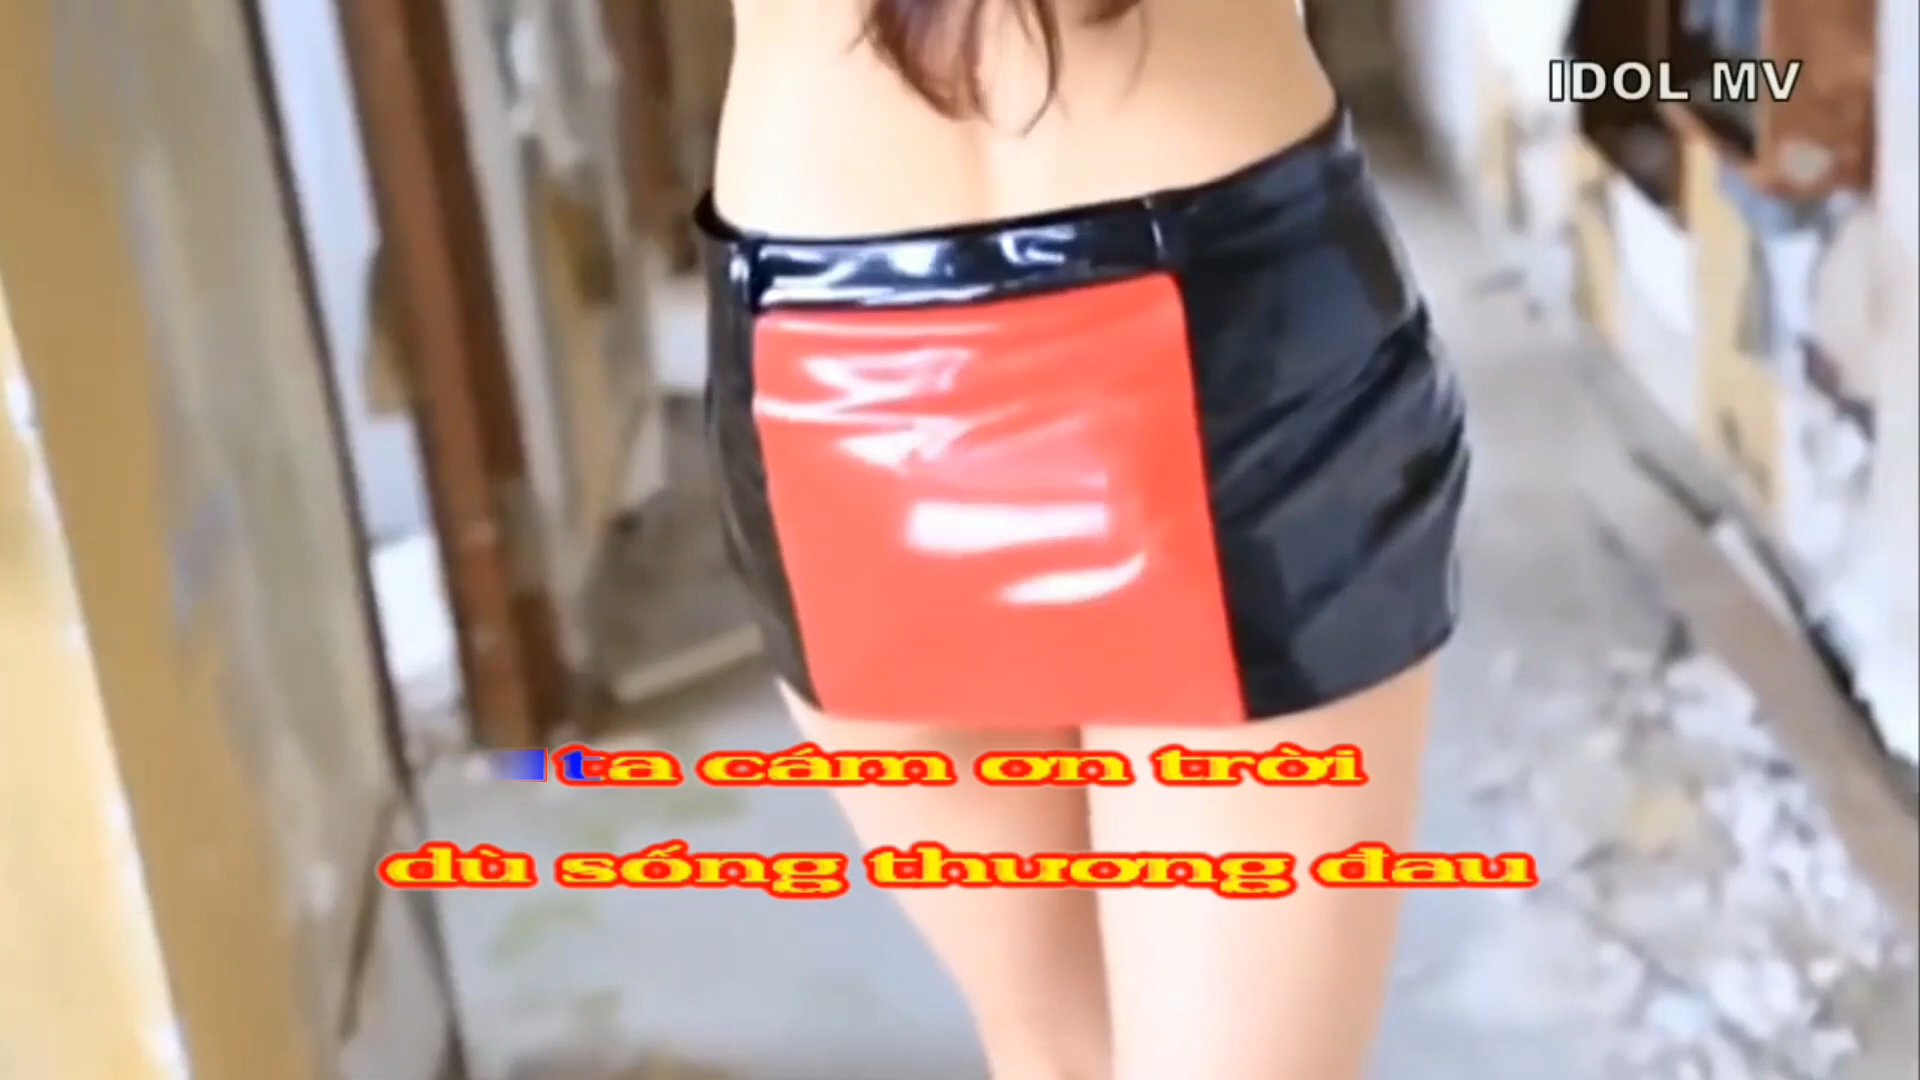 IDOL MV
ta cám ơn trời
dù sống thương đau